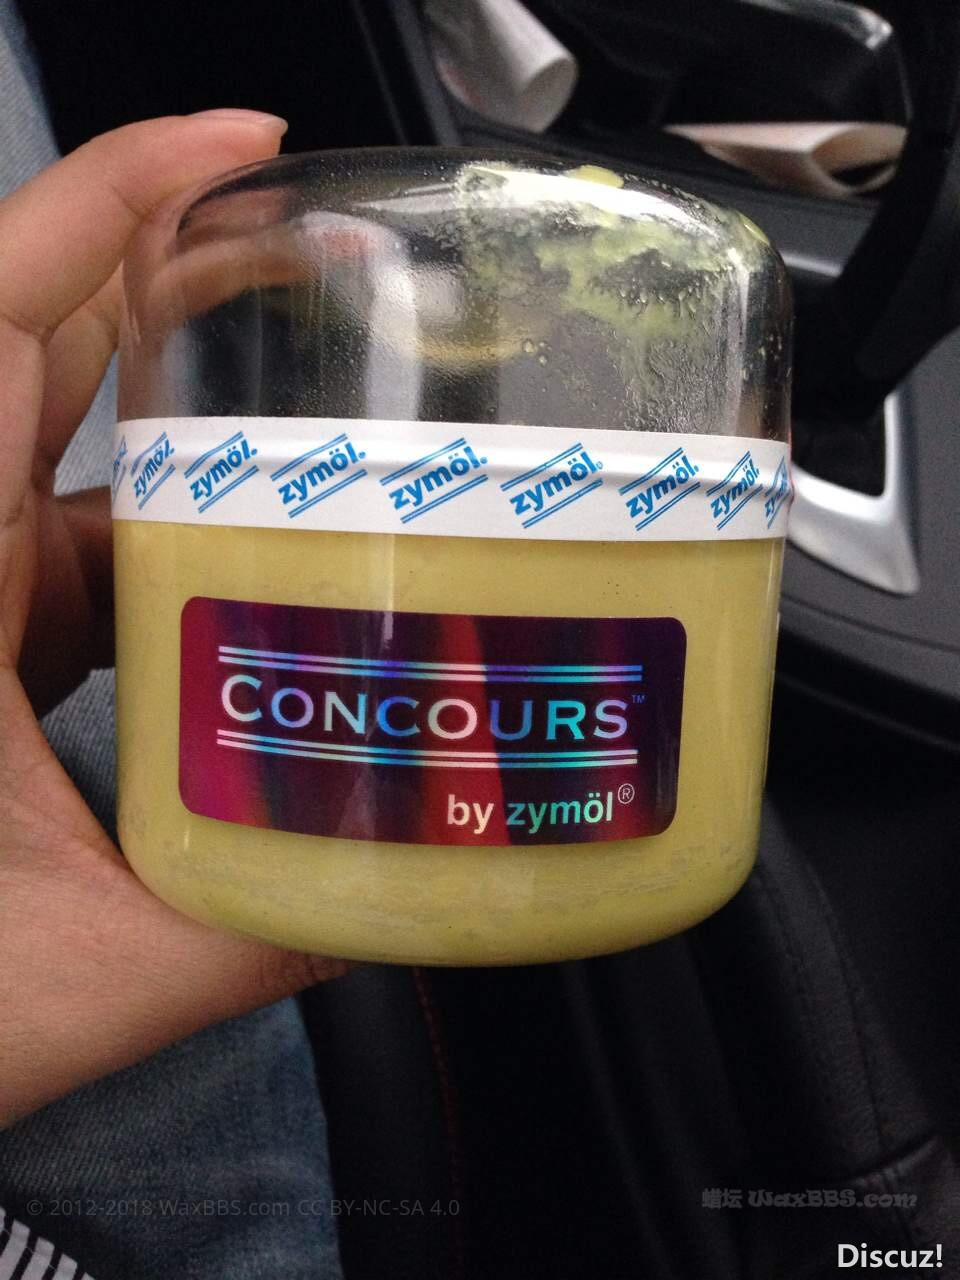 zymöl. zymöl. zymöl. zymöl. zymöl. zymöl. zymöl.
CONCOURS™
by zymöl®
© 2012-2018 WaxBBS.com CC BY-NC-SA 4.0
蜡坛 WaxBBS.com
Discuz!